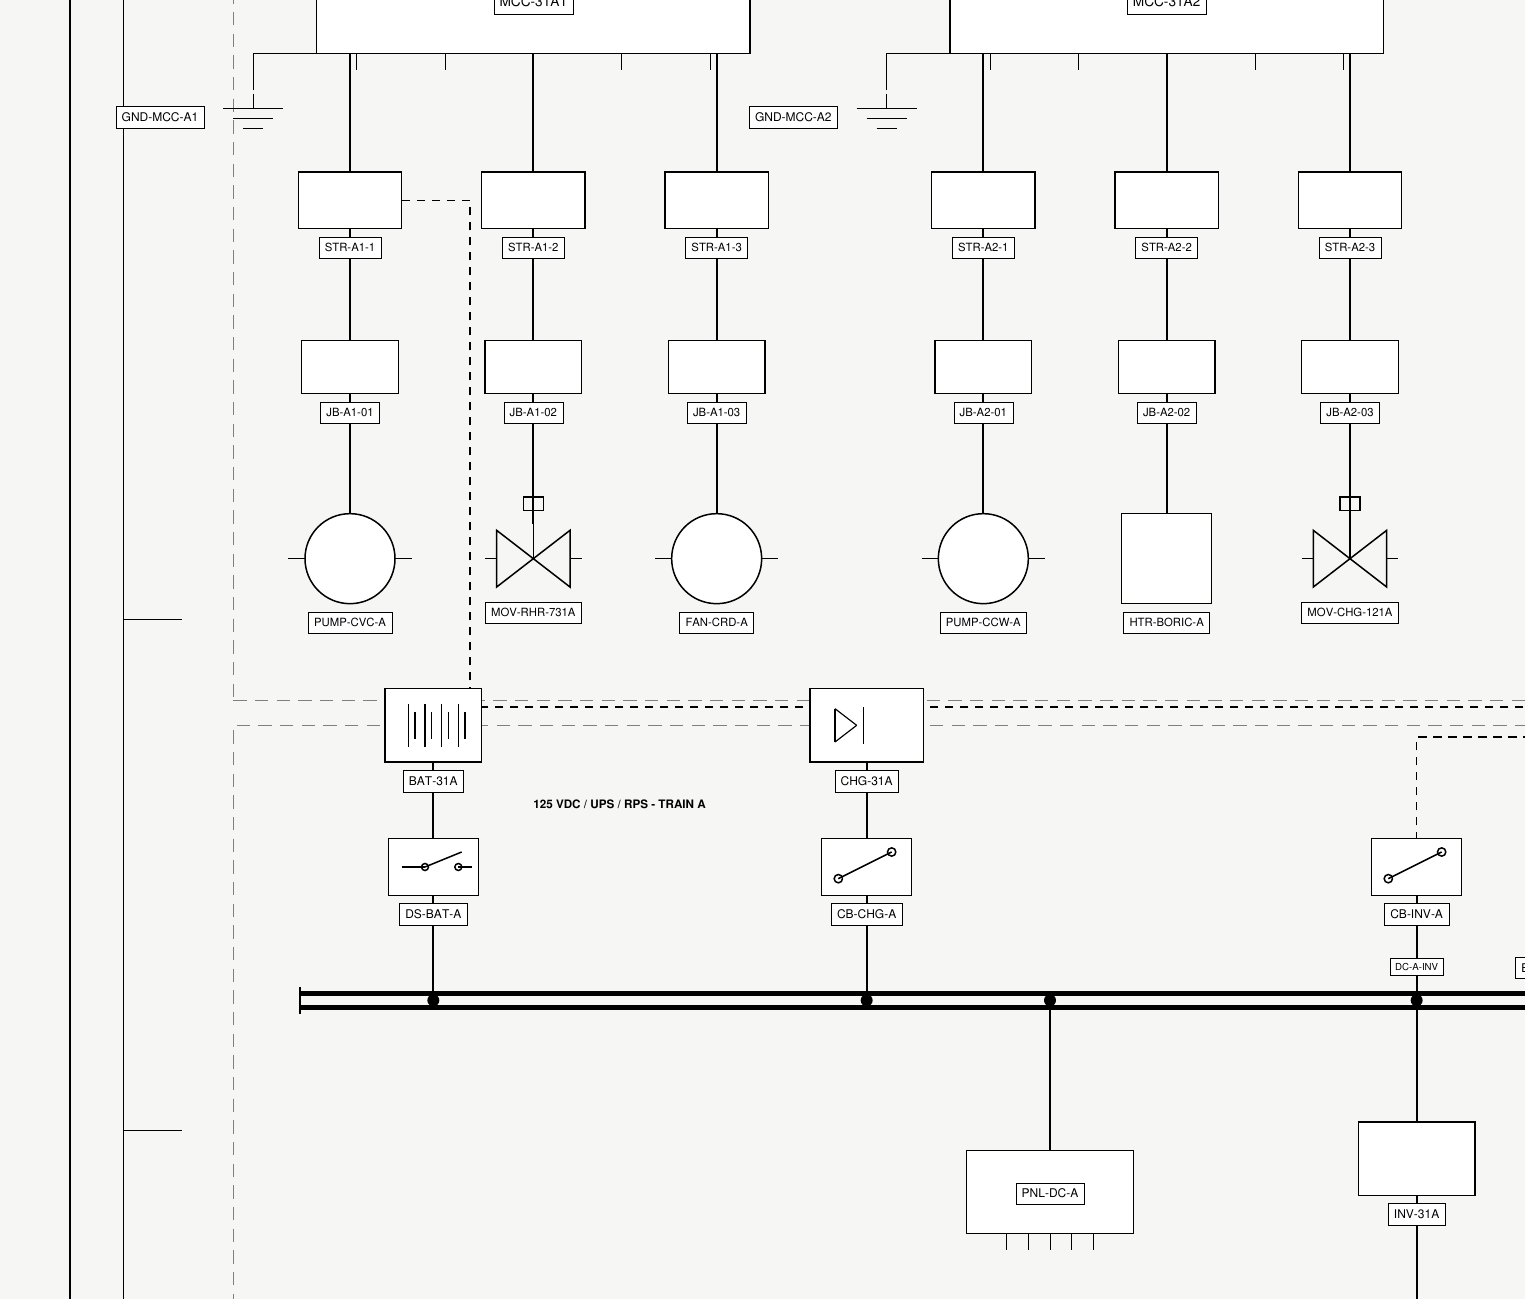 MCC-31A1
MCC-31A2
GND-MCC-A1
GND-MCC-A2
STR-A1-1
STR-A1-2
STR-A1-3
STR-A2-1
STR-A2-2
STR-A2-3
JB-A1-01
JB-A1-02
JB-A1-03
JB-A2-01
JB-A2-02
JB-A2-03
PUMP-CVC-A
MOV-RHR-731A
FAN-CRD-A
PUMP-CCW-A
HTR-BORIC-A
MOV-CHG-121A
BAT-31A
CHG-31A
125 VDC / UPS / RPS - TRAIN A
DS-BAT-A
CB-CHG-A
CB-INV-A
DC-A-INV
PNL-DC-A
INV-31A